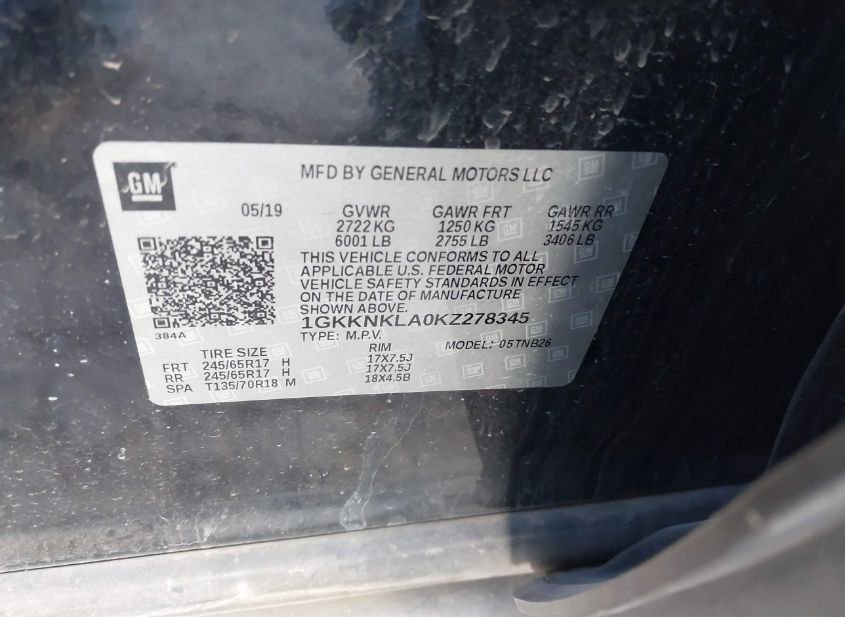 GM
MFD BY GENERAL MOTORS LLC
05/19 GVWR GAWR FRT GAWR RR
2722 KG 1250 KG 1545 KG
6001 LB 2755 LB 3406 LB
THIS VEHICLE CONFORMS TO ALL
APPLICABLE U.S. FEDERAL MOTOR
VEHICLE SAFETY STANDARDS IN EFFECT
ON THE DATE OF MANUFACTURE
SHOWN ABOVE.
384A
1GKKNKLA0KZ278345
TYPE: M.P.V. MODEL: 05TNB26
TIRE SIZE RIM
FRT 245/65R17 H 17X7.5J
RR 245/65R17 H 17X7.5J
SPA T135/70R18 M 18X4.5B